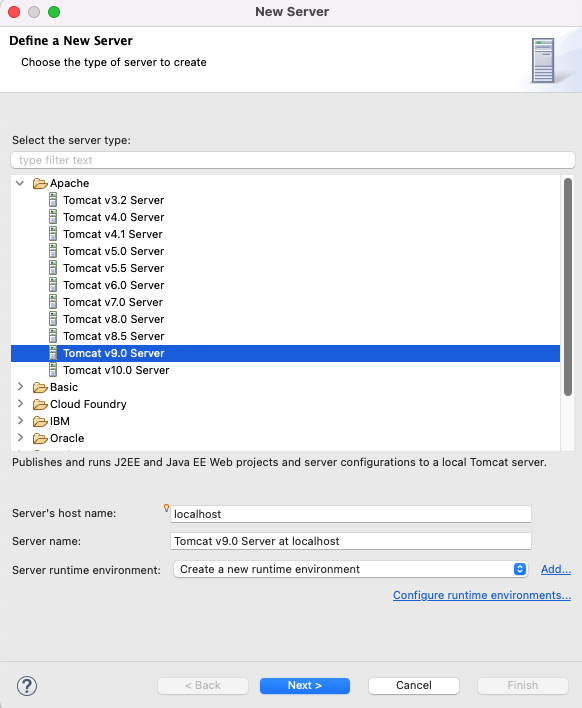 New Server
Define a New Server
Choose the type of server to create
Select the server type:
type filter text
Apache
Tomcat v3.2 Server
Tomcat v4.0 Server
Tomcat v4.1 Server
Tomcat v5.0 Server
Tomcat v5.5 Server
Tomcat v6.0 Server
Tomcat v7.0 Server
Tomcat v8.0 Server
Tomcat v8.5 Server
Tomcat v9.0 Server
Tomcat v10.0 Server
Basic
Cloud Foundry
IBM
Oracle
Publishes and runs J2EE and Java EE Web projects and server configurations to a local Tomcat server.
Server's host name: localhost
Server name: Tomcat v9.0 Server at localhost
Server runtime environment: Create a new runtime environment Add...
Configure runtime environments...
? < Back Next > Cancel Finish